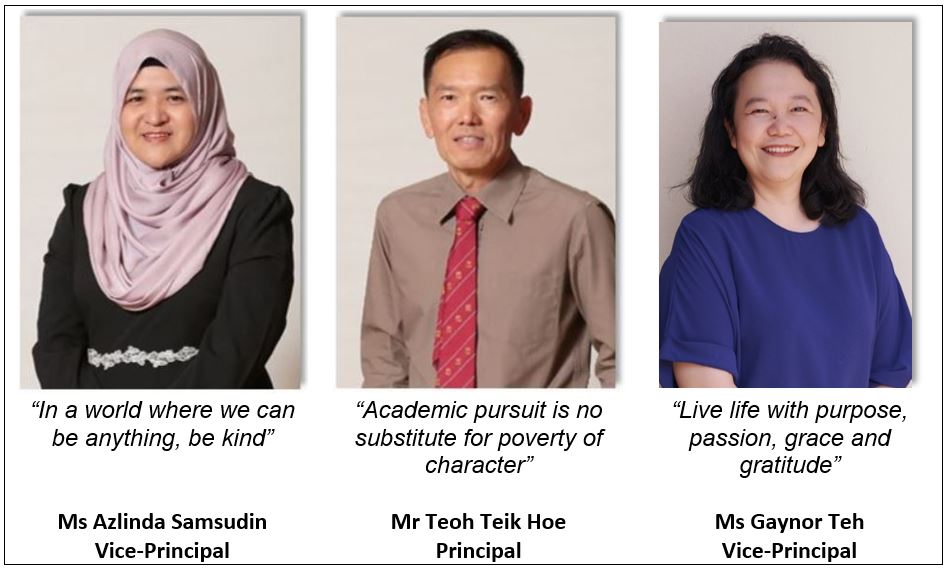 “In a world where we can
be anything, be kind”
Ms Azlinda Samsudin
Vice-Principal
“Academic pursuit is no
substitute for poverty of
character”
Mr Teoh Teik Hoe
Principal
“Live life with purpose,
passion, grace and
gratitude”
Ms Gaynor Teh
Vice-Principal